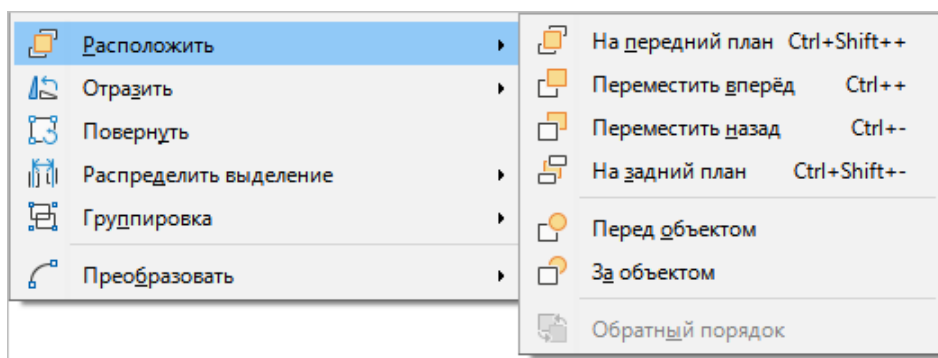 Расположить
Отразить
Повернуть
Распределить выделение
Группировка
Преобразовать
На передний план Ctrl+Shift++
Переместить вперёд Ctrl++
Переместить назад Ctrl+-
На задний план Ctrl+Shift+-
Перед объектом
За объектом
Обратный порядок